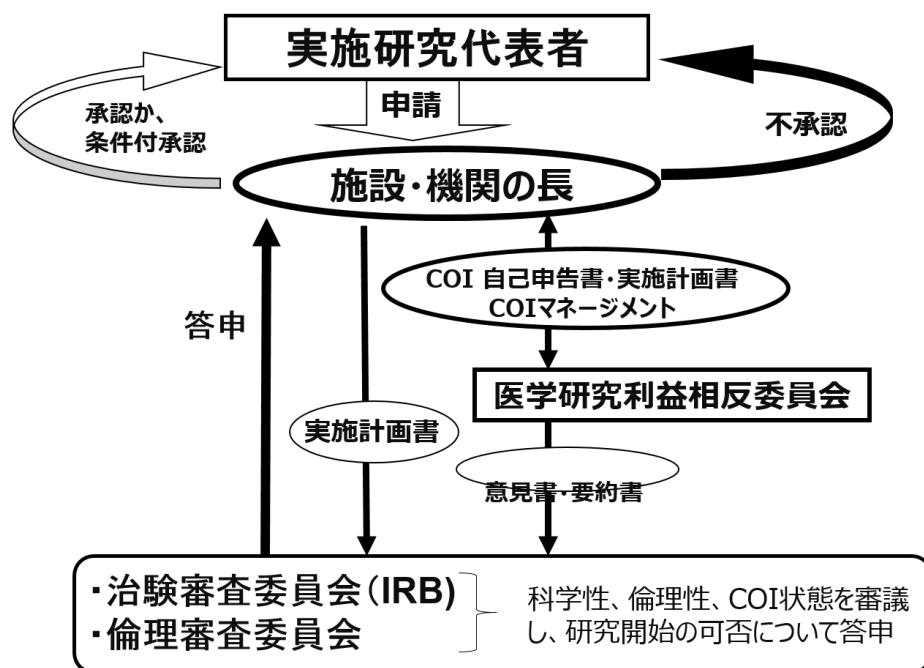 実施研究代表者
申請
承認か、
条件付承認
不承認
施設・機関の長
COI 自己申告書・実施計画書
COIマネージメント
答申
医学研究利益相反委員会
実施計画書
意見書・要約書
・治験審査委員会（IRB)
・倫理審査委員会
科学性、倫理性、COI状態を審議
し、研究開始の可否について答申